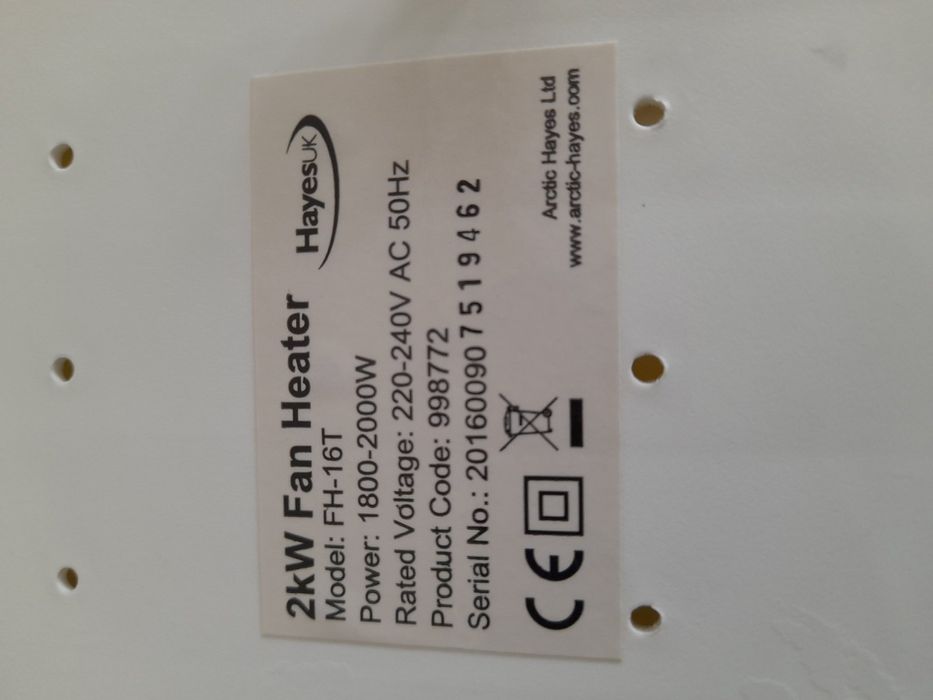 2kW Fan Heater
HayesUK
Model: FH-16T
Power: 1800-2000W
Rated Voltage: 220-240V AC 50Hz
Product Code: 998772
Serial No.: 201600907519462
CE
Arctic Hayes Ltd
www.arctic-hayes.com